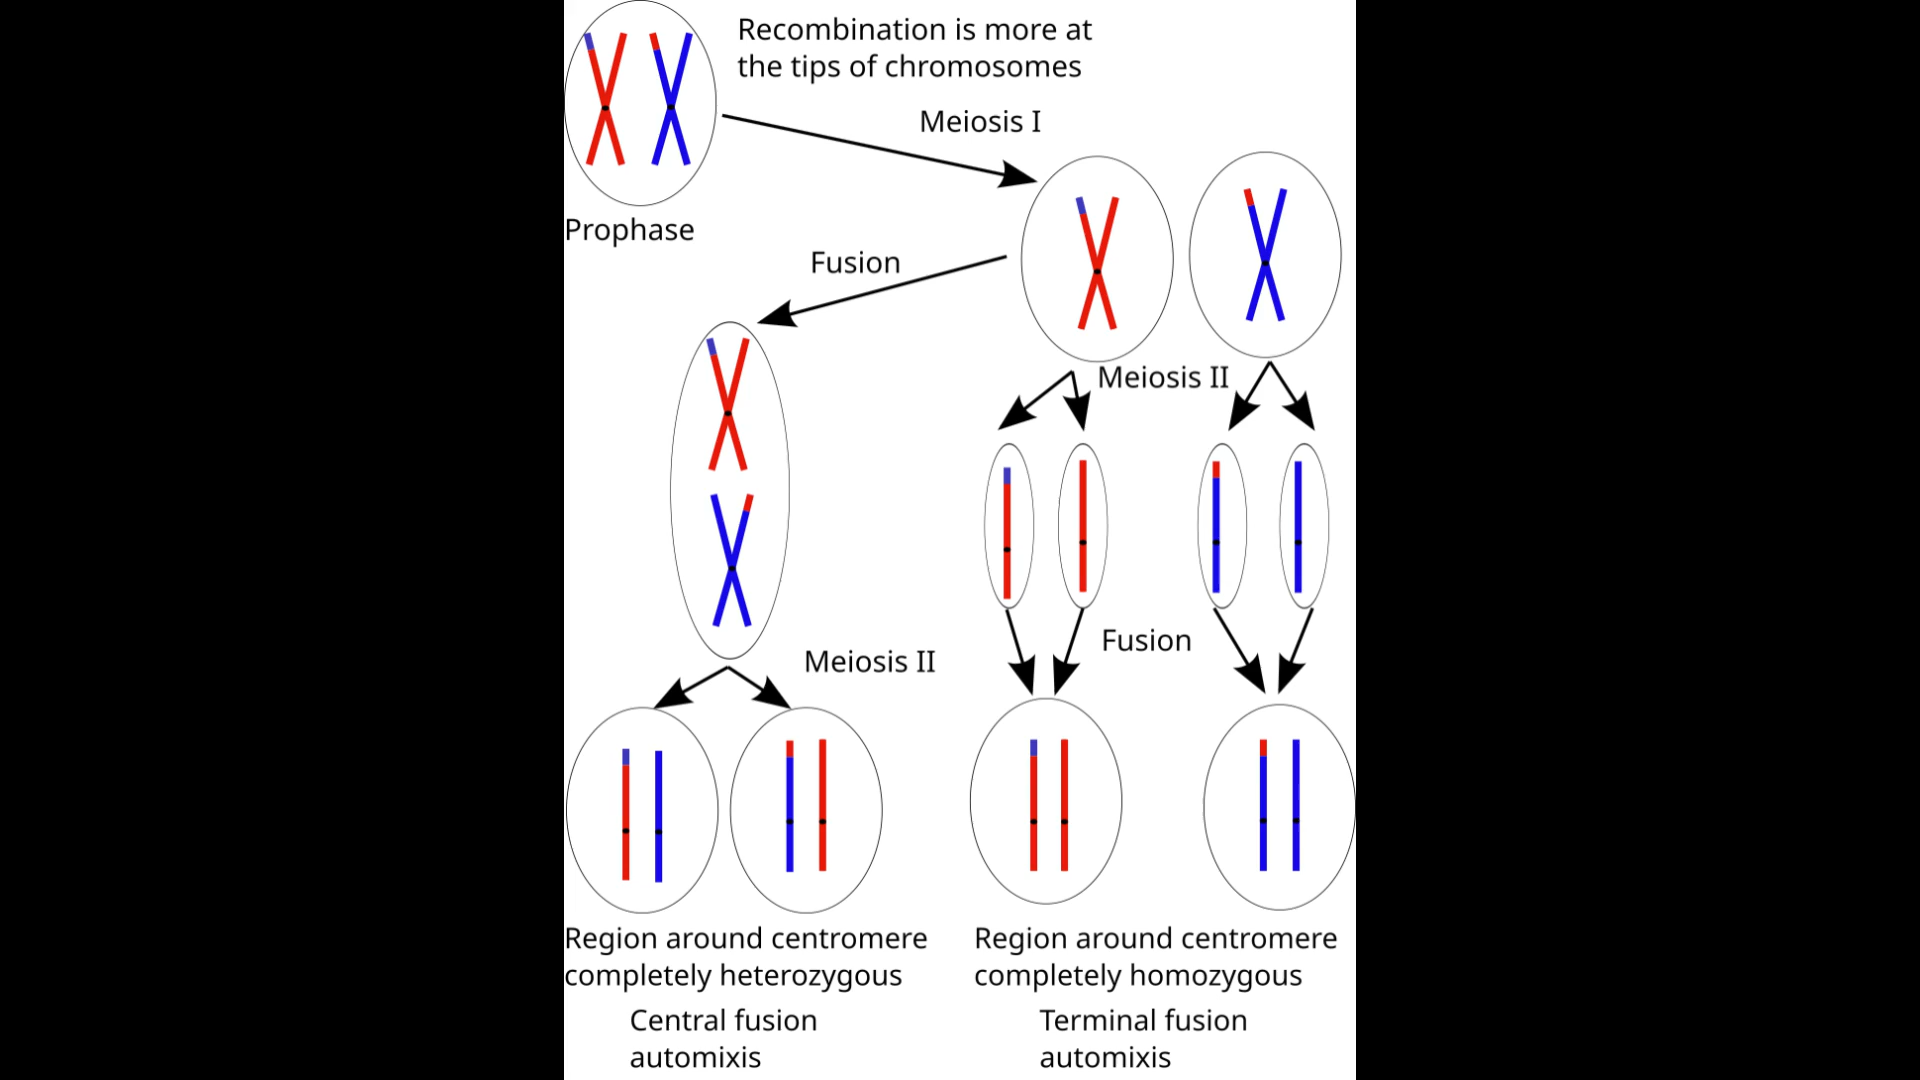 Recombination is more at
the tips of chromosomes
Meiosis I
Prophase
Fusion
Meiosis II
Fusion
Meiosis II
Region around centromere
completely heterozygous
Central fusion
automixis
Region around centromere
completely homozygous
Terminal fusion
automixis